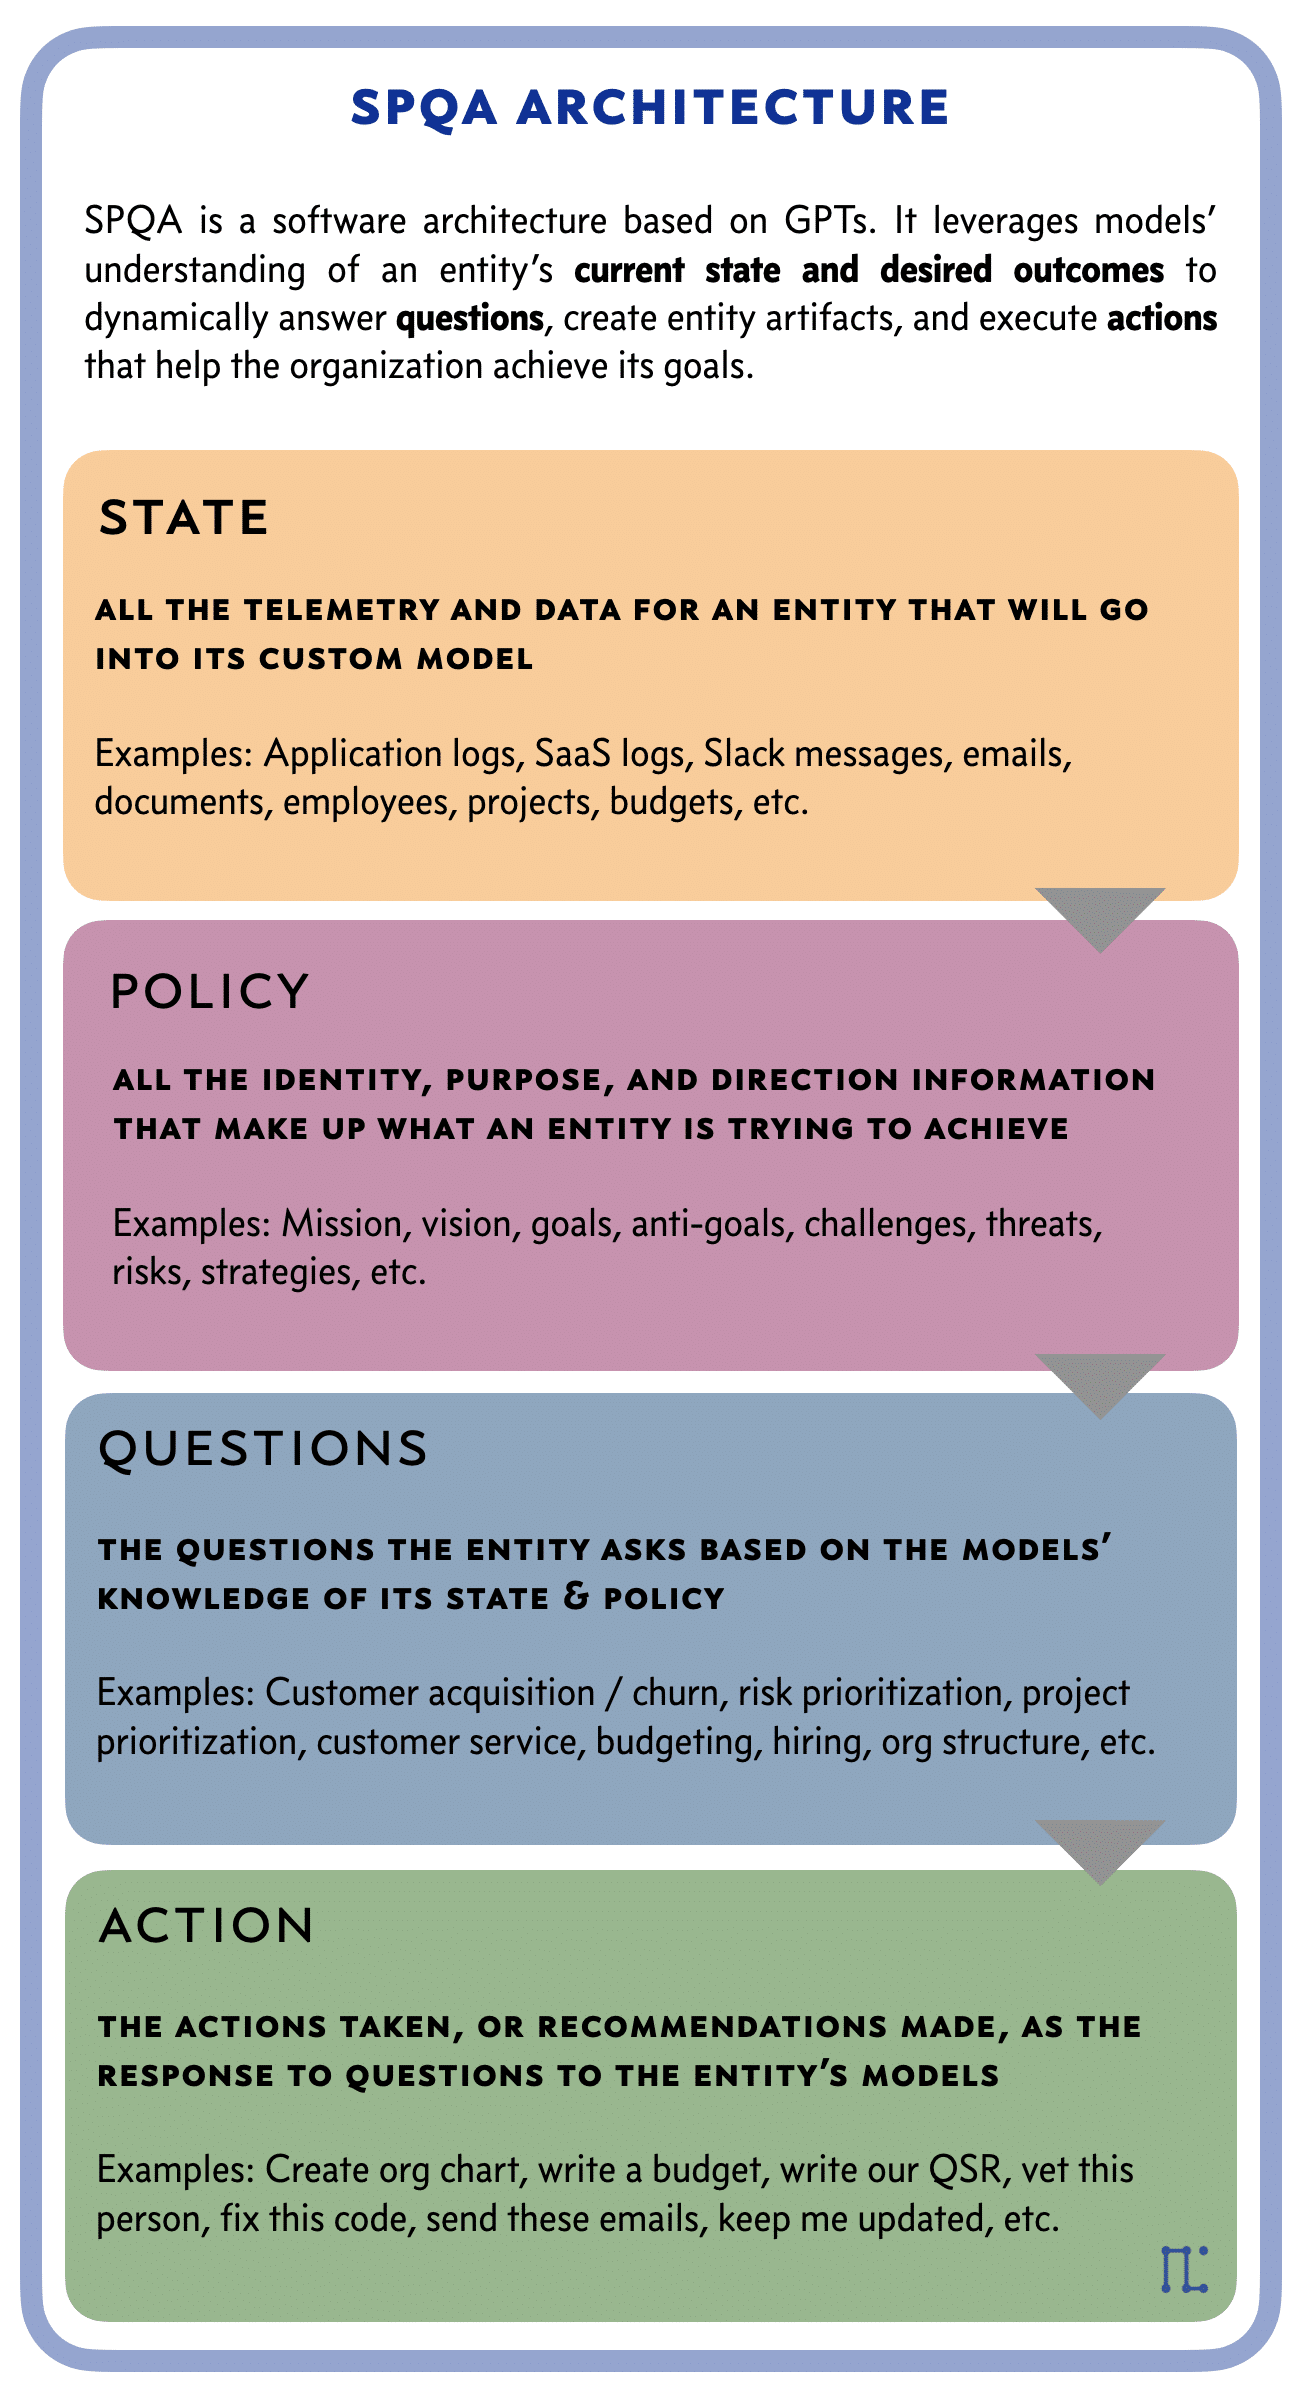 SPQA ARCHITECTURE
SPQA is a software architecture based on GPTs. It leverages models’
understanding of an entity’s current state and desired outcomes to
dynamically answer questions, create entity artifacts, and execute actions
that help the organization achieve its goals.
STATE
ALL THE TELEMETRY AND DATA FOR AN ENTITY THAT WILL GO
INTO ITS CUSTOM MODEL
Examples: Application logs, SaaS logs, Slack messages, emails,
documents, employees, projects, budgets, etc.
POLICY
ALL THE IDENTITY, PURPOSE, AND DIRECTION INFORMATION
THAT MAKE UP WHAT AN ENTITY IS TRYING TO ACHIEVE
Examples: Mission, vision, goals, anti-goals, challenges, threats,
risks, strategies, etc.
QUESTIONS
THE QUESTIONS THE ENTITY ASKS BASED ON THE MODELS’
KNOWLEDGE OF ITS STATE & POLICY
Examples: Customer acquisition / churn, risk prioritization, project
prioritization, customer service, budgeting, hiring, org structure, etc.
ACTION
THE ACTIONS TAKEN, OR RECOMMENDATIONS MADE, AS THE
RESPONSE TO QUESTIONS TO THE ENTITY’S MODELS
Examples: Create org chart, write a budget, write our QSR, vet this
person, fix this code, send these emails, keep me updated, etc.